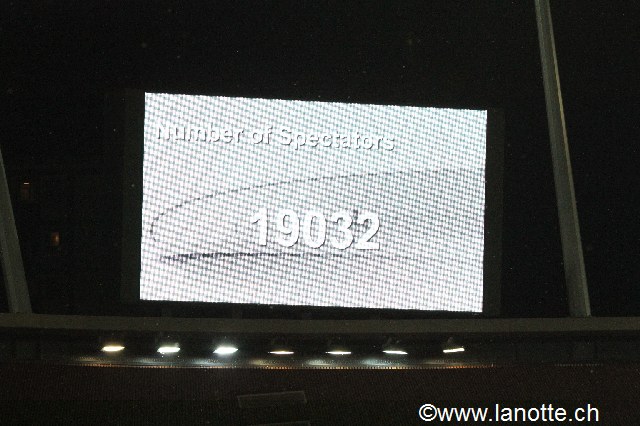 Number of Spectators
19032
©www.lanotte.ch